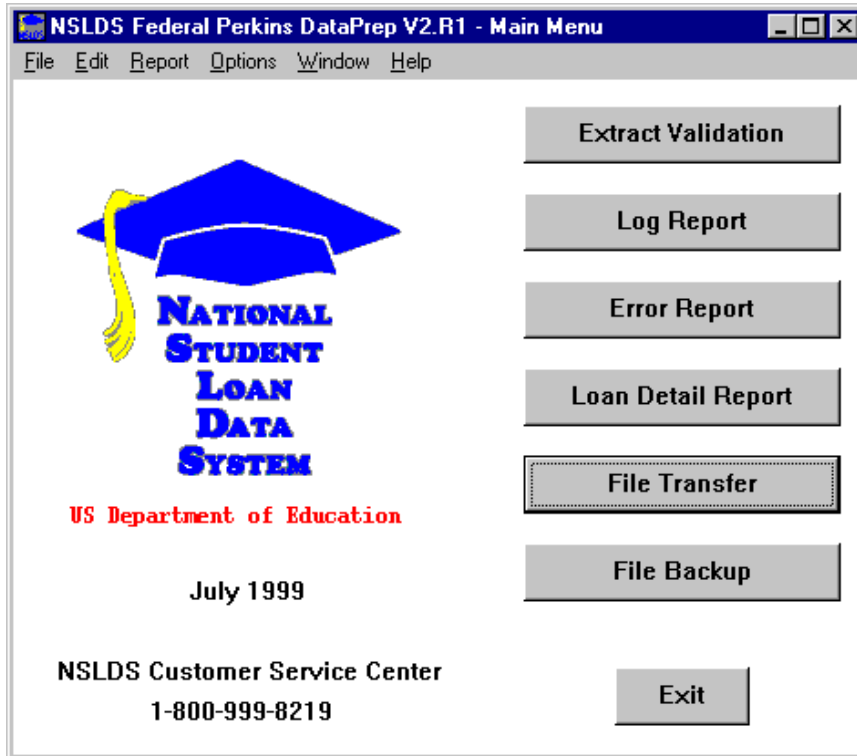 NSLDS Federal Perkins DataPrep V2.R1 - Main Menu
File Edit Report Options Window Help
NATIONAL
STUDENT
LOAN
DATA
SYSTEM
US Department of Education
July 1999
NSLDS Customer Service Center
1-800-999-8219
Extract Validation
Log Report
Error Report
Loan Detail Report
File Transfer
File Backup
Exit